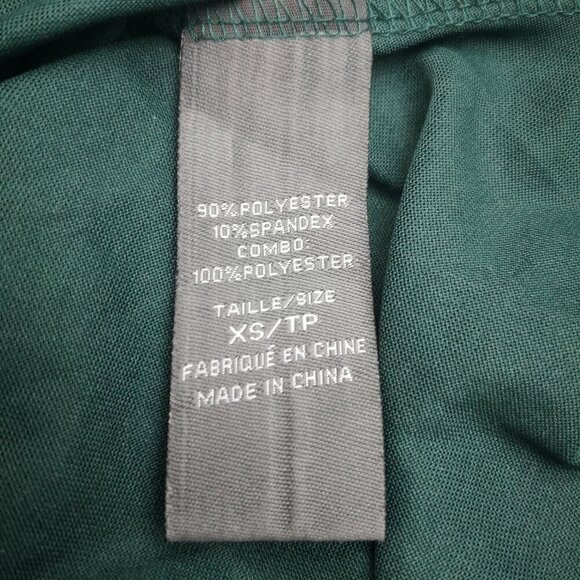 90% POLYESTER
10% SPANDEX
COMBO:
100% POLYESTER
TAILLE/SIZE
XS/TP
FABRIQUÉ EN CHINE
MADE IN CHINA